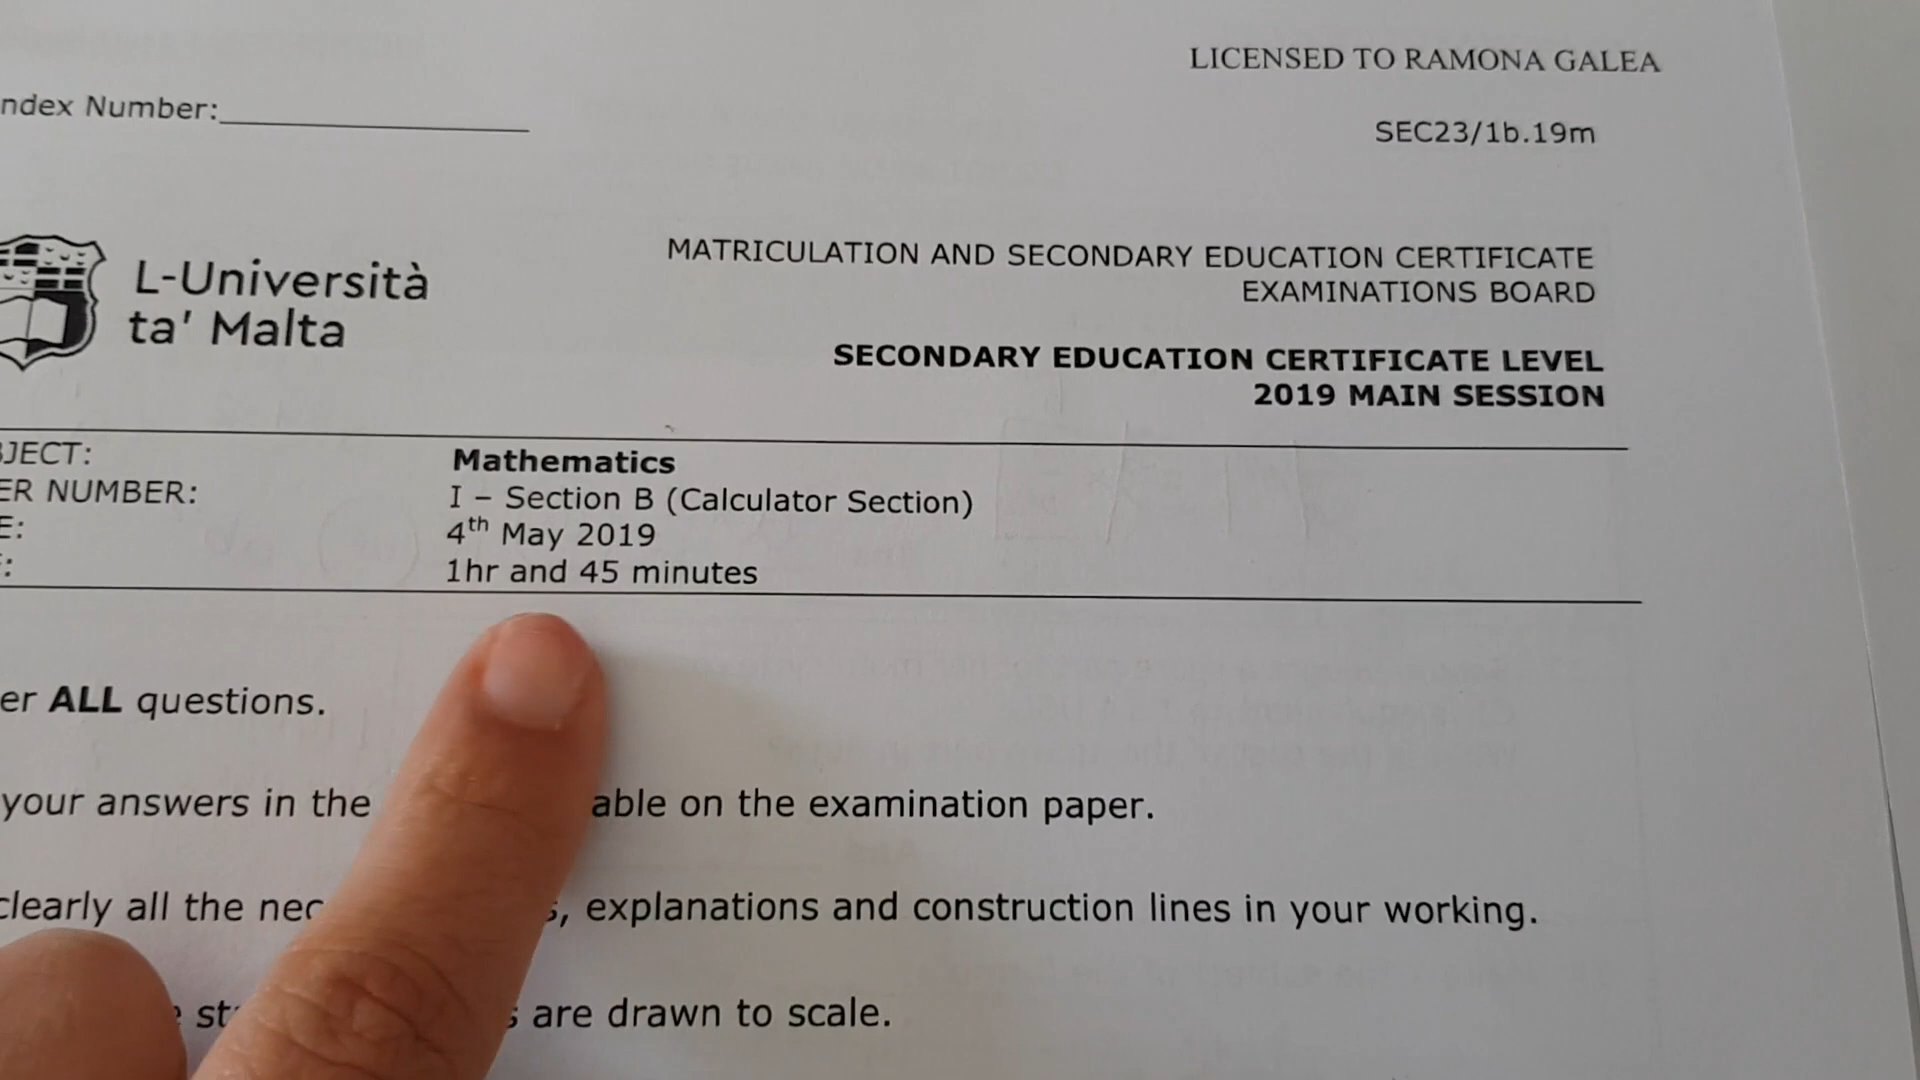 LICENSED TO RAMONA GALEA
ndex Number:
SEC23/1b.19m
L-Università
ta' Malta
MATRICULATION AND SECONDARY EDUCATION CERTIFICATE
EXAMINATIONS BOARD
SECONDARY EDUCATION CERTIFICATE LEVEL
2019 MAIN SESSION
JECT: Mathematics
ER NUMBER: I – Section B (Calculator Section)
E: 4th May 2019
: 1hr and 45 minutes
er ALL questions.
your answers in the able on the examination paper.
clearly all the nec s, explanations and construction lines in your working.
st s are drawn to scale.